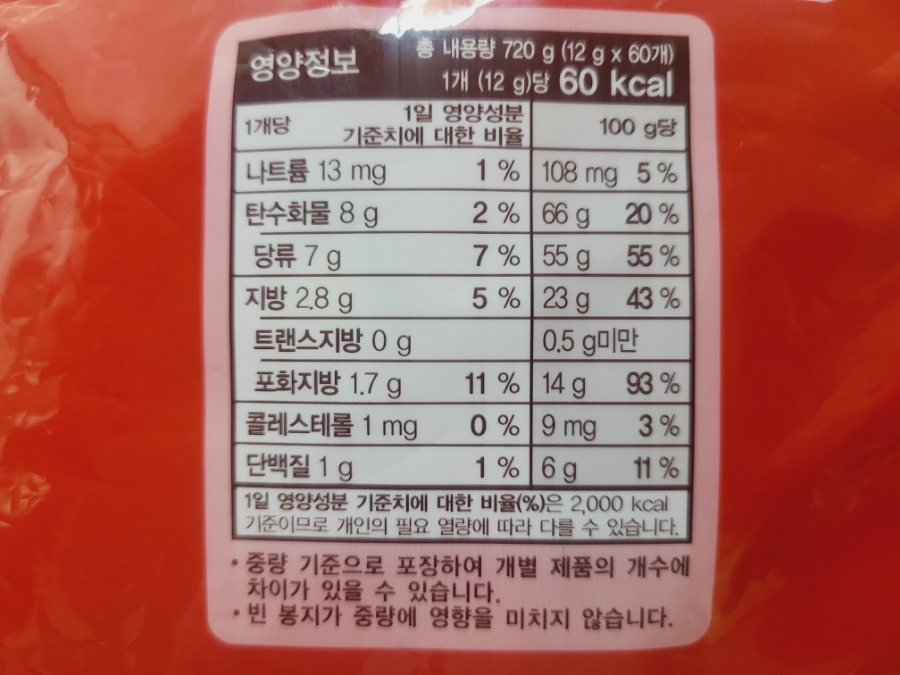 영양정보
총 내용량 720 g (12 g x 60개)
1개 (12 g)당 60 kcal
1개당 1일 영양성분 기준치에 대한 비율 100 g당
나트륨 13 mg 1 % 108 mg 5 %
탄수화물 8 g 2 % 66 g 20 %
당류 7 g 7 % 55 g 55 %
지방 2.8 g 5 % 23 g 43 %
트랜스지방 0 g 0.5 g미만
포화지방 1.7 g 11 % 14 g 93 %
콜레스테롤 1 mg 0 % 9 mg 3 %
단백질 1 g 1 % 6 g 11 %
1일 영양성분 기준치에 대한 비율(%)은 2,000 kcal
기준이므로 개인의 필요 열량에 따라 다를 수 있습니다.
• 중량 기준으로 포장하여 개별 제품의 개수에
차이가 있을 수 있습니다.
• 빈 봉지가 중량에 영향을 미치지 않습니다.